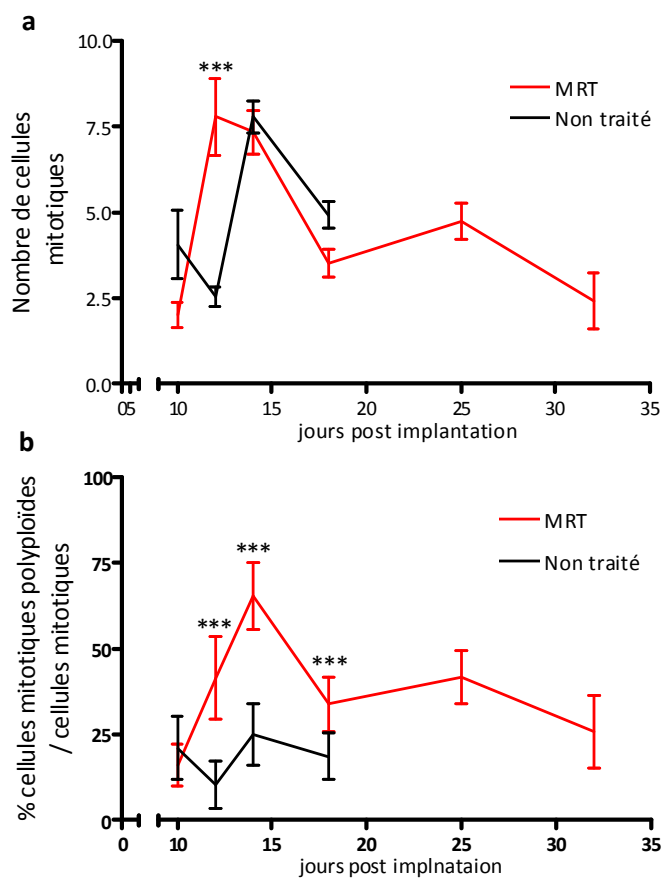 a
10.0
7.5
5.0
2.5
0.0
***
MRT
Non traité
Nombre de cellules
mitotiques
05 10 15 20 25 30 35
jours post implantation
b
100
75
50
25
0
***
***
***
MRT
Non traité
% cellules mitotiques polyploïdes
/ cellules mitotiques
0 10 15 20 25 30 35
jours post implnataion